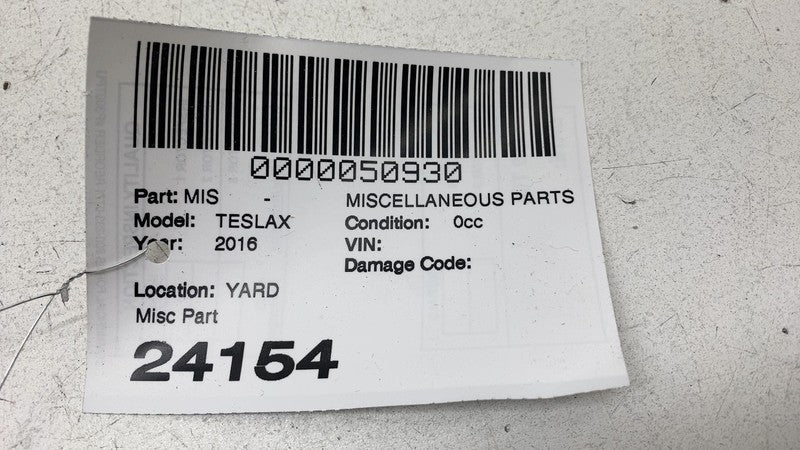 0000050930
Part: MIS - MISCELLANEOUS PARTS
Model: TESLAX Condition: 0cc
Year: 2016 VIN:
Damage Code:
Location: YARD
Misc Part
24154